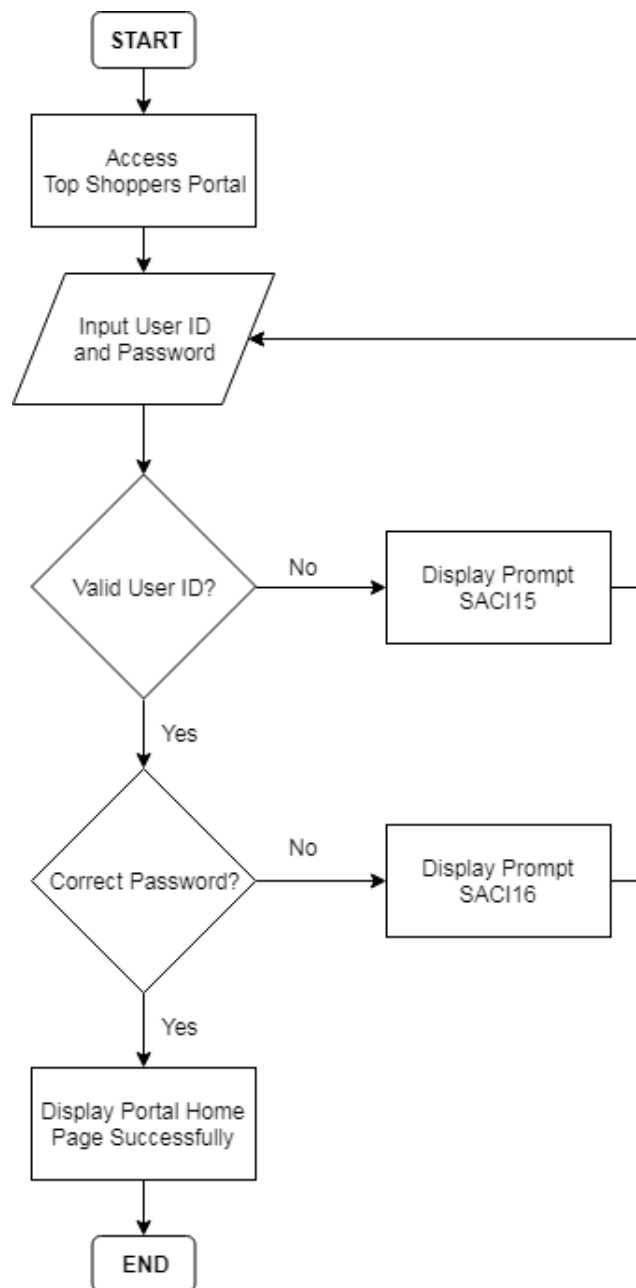 START
Access
Top Shoppers Portal
Input User ID
and Password
Valid User ID?
No
Display Prompt
SACI15
Yes
Correct Password?
No
Display Prompt
SACI16
Yes
Display Portal Home
Page Successfully
END